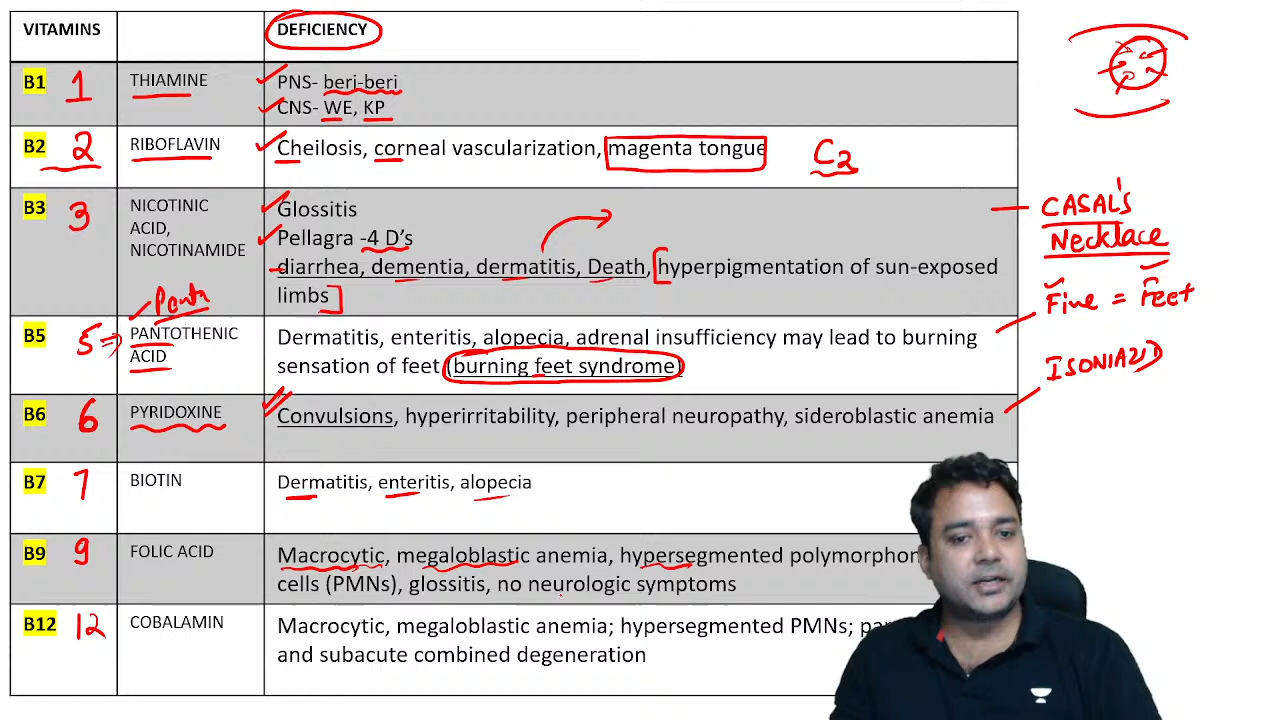 VITAMINS DEFICIENCY
B1 1 THIAMINE PNS- beri-beri
CNS- WE, KP
B2 2 RIBOFLAVIN Cheilosis, corneal vascularization, magenta tongue C2
B3 3 NICOTINIC Glossitis
ACID, Pellagra -4 D's
NICOTINAMIDE diarrhea, dementia, dermatitis, Death, [hyperpigmentation of sun-exposed
limbs]
CASAL's
Necklace
Penta
B5 5 PANTOTHENIC Dermatitis, enteritis, alopecia, adrenal insufficiency may lead to burning
ACID sensation of feet (burning feet syndrome)
Five = Feet
B6 6 PYRIDOXINE Convulsions, hyperirritability, peripheral neuropathy, sideroblastic anemia
ISONIAZID
B7 7 BIOTIN Dermatitis, enteritis, alopecia
B9 9 FOLIC ACID Macrocytic, megaloblastic anemia, hypersegmented
cells (PMNs), glossitis, no neurologic symptoms
B12 12 COBALAMIN Macrocytic, megaloblastic anemia; hypersegmented PMNs;
and subacute combined degeneration